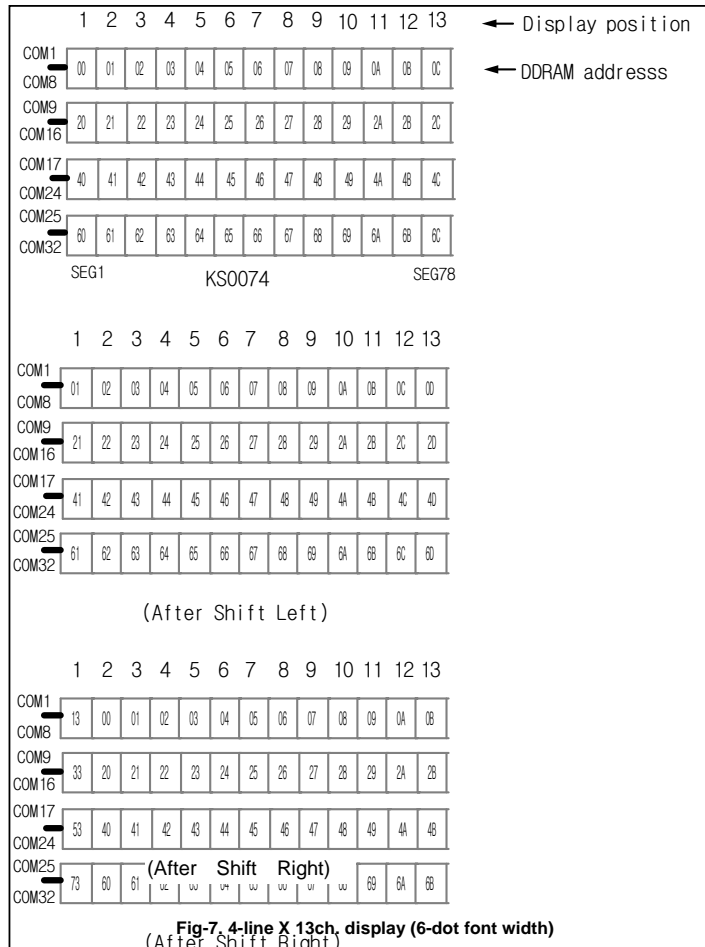 1 2 3 4 5 6 7 8 9 10 11 12 13 Display position
COM1
COM8
00 01 02 03 04 05 06 07 08 09 0A 0B 0C DDRAM addresss
COM9
COM16
20 21 22 23 24 25 26 27 28 29 2A 2B 2C
COM17
COM24
40 41 42 43 44 45 46 47 48 49 4A 4B 4C
COM25
COM32
60 61 62 63 64 65 66 67 68 69 6A 6B 6C
SEG1 KS0074 SEG78
1 2 3 4 5 6 7 8 9 10 11 12 13
COM1
COM8
01 02 03 04 05 06 07 08 09 0A 0B 0C 0D
COM9
COM16
21 22 23 24 25 26 27 28 29 2A 2B 2C 2D
COM17
COM24
41 42 43 44 45 46 47 48 49 4A 4B 4C 4D
COM25
COM32
61 62 63 64 65 66 67 68 69 6A 6B 6C 6D
(After Shift Left)
1 2 3 4 5 6 7 8 9 10 11 12 13
COM1
COM8
13 00 01 02 03 04 05 06 07 08 09 0A 0B
COM9
COM16
33 20 21 22 23 24 25 26 27 28 29 2A 2B
COM17
COM24
53 40 41 42 43 44 45 46 47 48 49 4A 4B
COM25
COM32
(After Shift Right)
73 60 61 69 6A 6B
Fig-7. 4-line X 13ch. display (6-dot font width)
(After Shift Right)